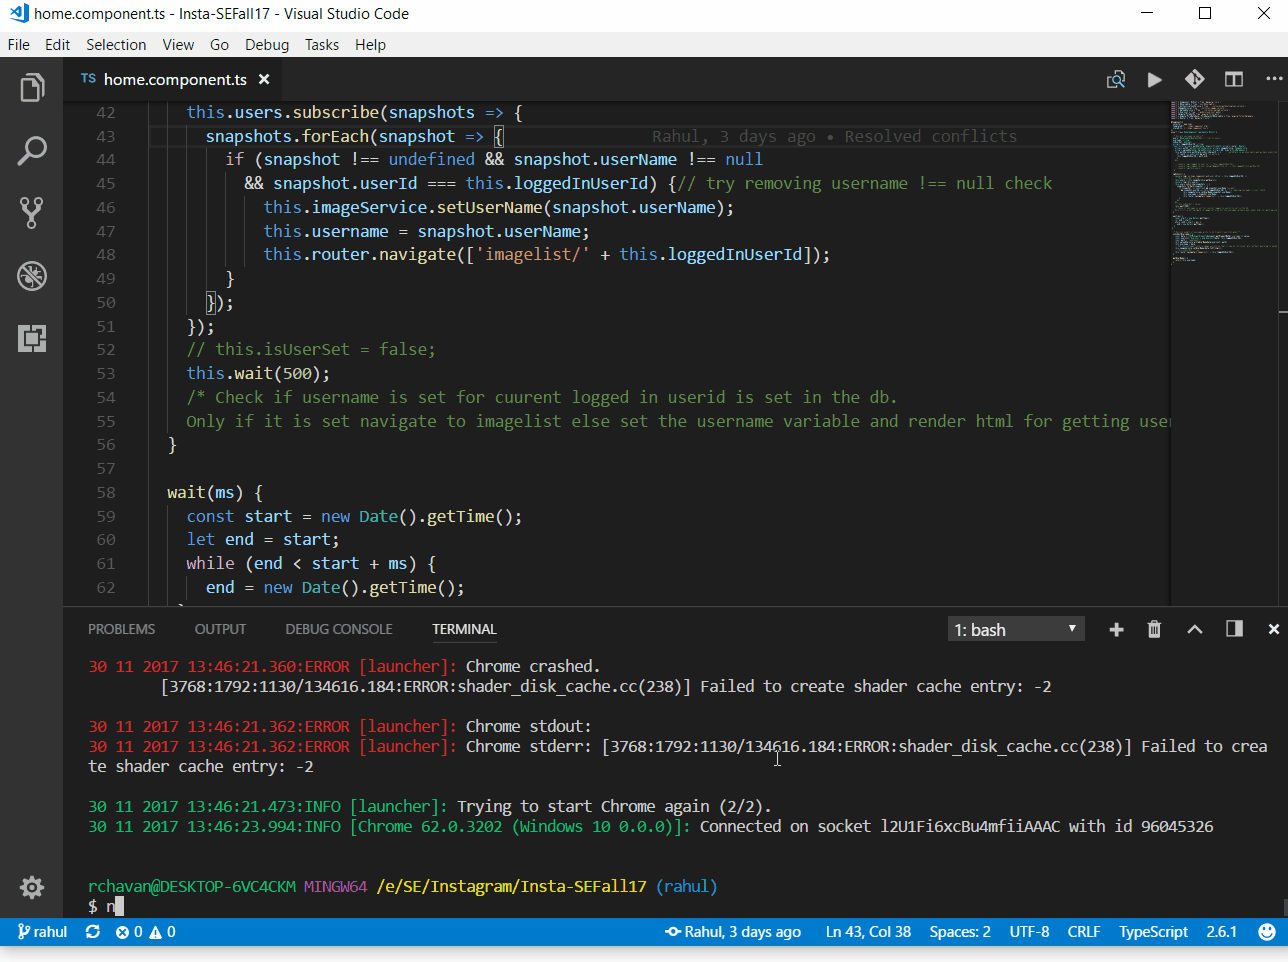 home.component.ts - Insta-SEFall17 - Visual Studio Code
File Edit Selection View Go Debug Tasks Help
TS home.component.ts
42 this.users.subscribe(snapshots => {
43 snapshots.forEach(snapshot => { Rahul, 3 days ago • Resolved conflicts
44 if (snapshot !== undefined && snapshot.userName !== null
45 && snapshot.userId === this.loggedInUserId) {// try removing username !== null check
46 this.imageService.setUserName(snapshot.userName);
47 this.username = snapshot.userName;
48 this.router.navigate(['imagelist/' + this.loggedInUserId]);
49 }
50 });
51 });
52 // this.isUserSet = false;
53 this.wait(500);
54 /* Check if username is set for cuurent logged in userid is set in the db.
55 Only if it is set navigate to imagelist else set the username variable and render html for getting user
56 }
57
58 wait(ms) {
59 const start = new Date().getTime();
60 let end = start;
61 while (end < start + ms) {
62 end = new Date().getTime();
PROBLEMS OUTPUT DEBUG CONSOLE TERMINAL 1: bash
30 11 2017 13:46:21.360:ERROR [launcher]: Chrome crashed.
[3768:1792:1130/134616.184:ERROR:shader_disk_cache.cc(238)] Failed to create shader cache entry: -2
30 11 2017 13:46:21.362:ERROR [launcher]: Chrome stdout:
30 11 2017 13:46:21.362:ERROR [launcher]: Chrome stderr: [3768:1792:1130/134616.184:ERROR:shader_disk_cache.cc(238)] Failed to crea
te shader cache entry: -2
30 11 2017 13:46:21.473:INFO [launcher]: Trying to start Chrome again (2/2).
30 11 2017 13:46:23.994:INFO [Chrome 62.0.3202 (Windows 10 0.0.0)]: Connected on socket l2U1Fi6xcBu4mfiiAAAC with id 96045326
rchavan@DESKTOP-6VC4CKM MINGW64 /e/SE/Instagram/Insta-SEFall17 (rahul)
$ n
rahul 0 0 Rahul, 3 days ago Ln 43, Col 38 Spaces: 2 UTF-8 CRLF TypeScript 2.6.1